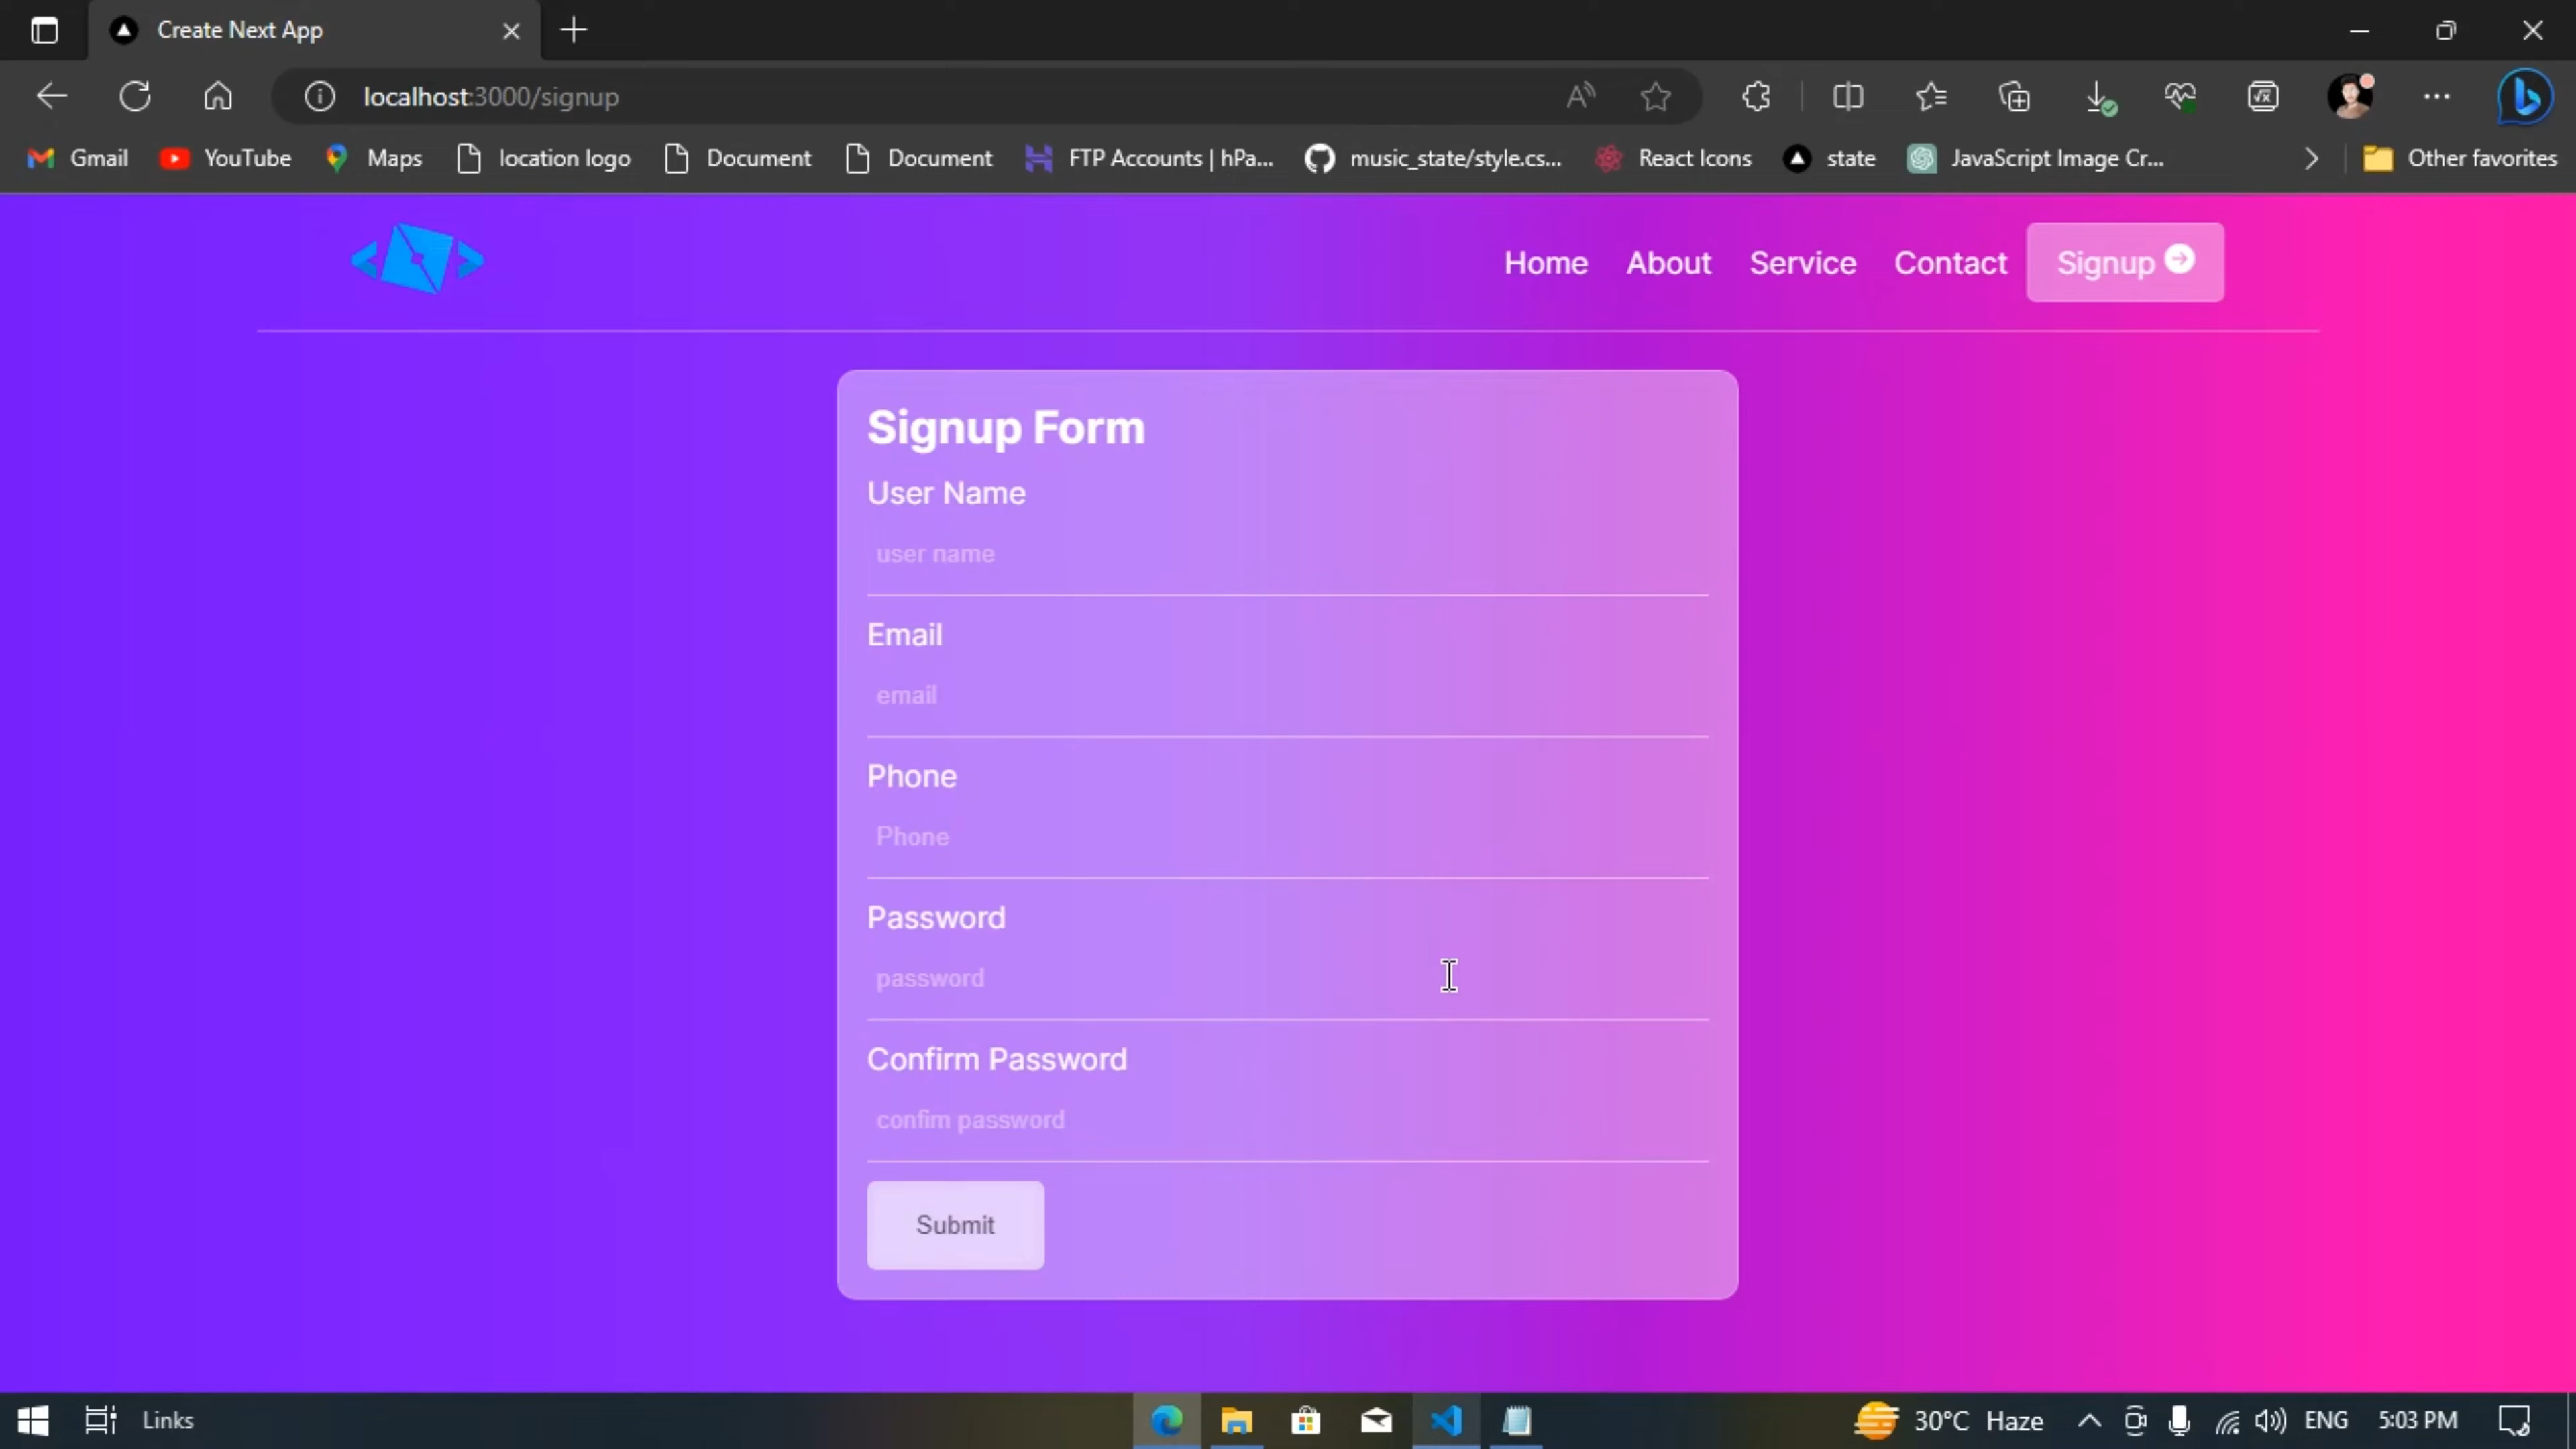 Create Next App
localhost:3000/signup
Gmail YouTube Maps location logo Document Document FTP Accounts | hPa... music_state/style.cs... React Icons state JavaScript Image Cr... Other favorites
Home About Service Contact Signup
Signup Form
User Name
user name
Email
email
Phone
Phone
Password
password
Confirm Password
confim password
Submit
Links 30°C Haze ENG 5:03 PM